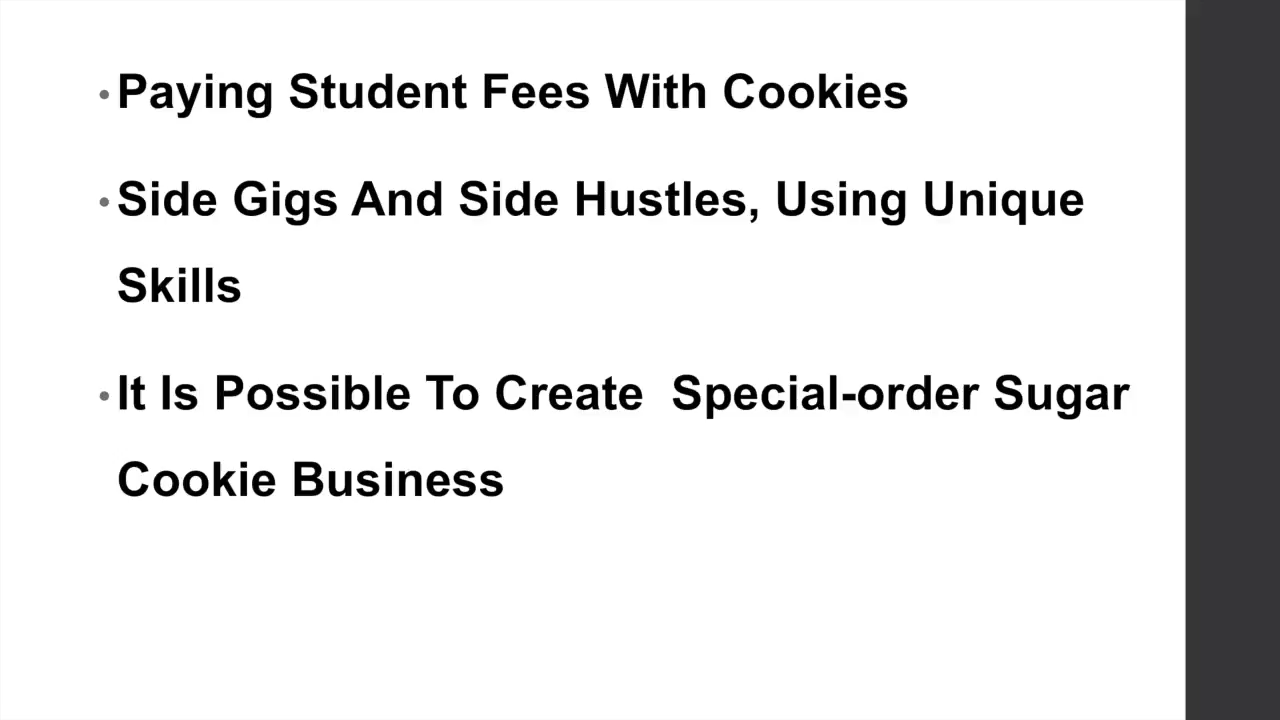 • Paying Student Fees With Cookies
• Side Gigs And Side Hustles, Using Unique
Skills
• It Is Possible To Create  Special-order Sugar
Cookie Business